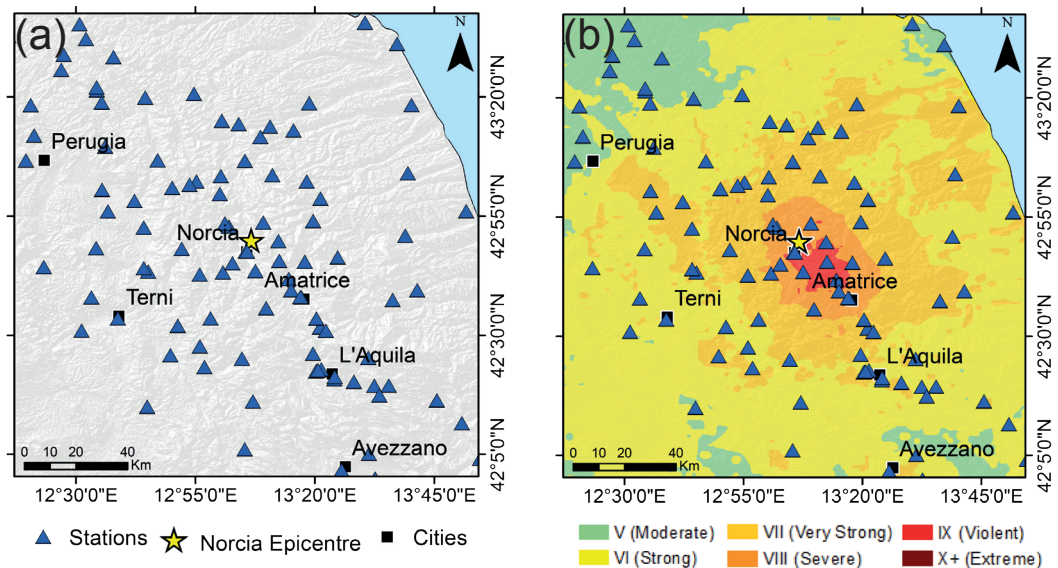 (a)
N
Perugia
Norcia
Amatrice
Terni
L'Aquila
Avezzano
0 10 20 40
Km
43°20'0"N
42°55'0"N
42°30'0"N
42°5'0"N
12°30'0"E 12°55'0"E 13°20'0"E 13°45'0"E
Stations Norcia Epicentre Cities
(b)
N
Perugia
Norcia
Amatrice
Terni
L'Aquila
Avezzano
0 10 20 40
Km
43°20'0"N
42°55'0"N
42°30'0"N
42°5'0"N
12°30'0"E 12°55'0"E 13°20'0"E 13°45'0"E
V (Moderate) VII (Very Strong) IX (Violent)
VI (Strong) VIII (Severe) X+ (Extreme)